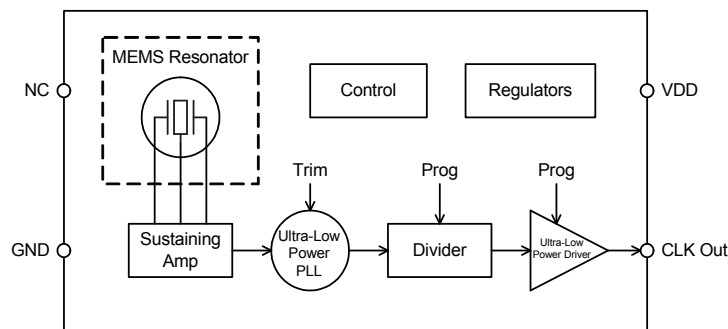 MEMS Resonator
NC
Control
Regulators
VDD
Trim
Prog
Prog
GND
Sustaining
Amp
Ultra-Low
Power
PLL
Divider
Ultra-Low
Power Driver
CLK Out